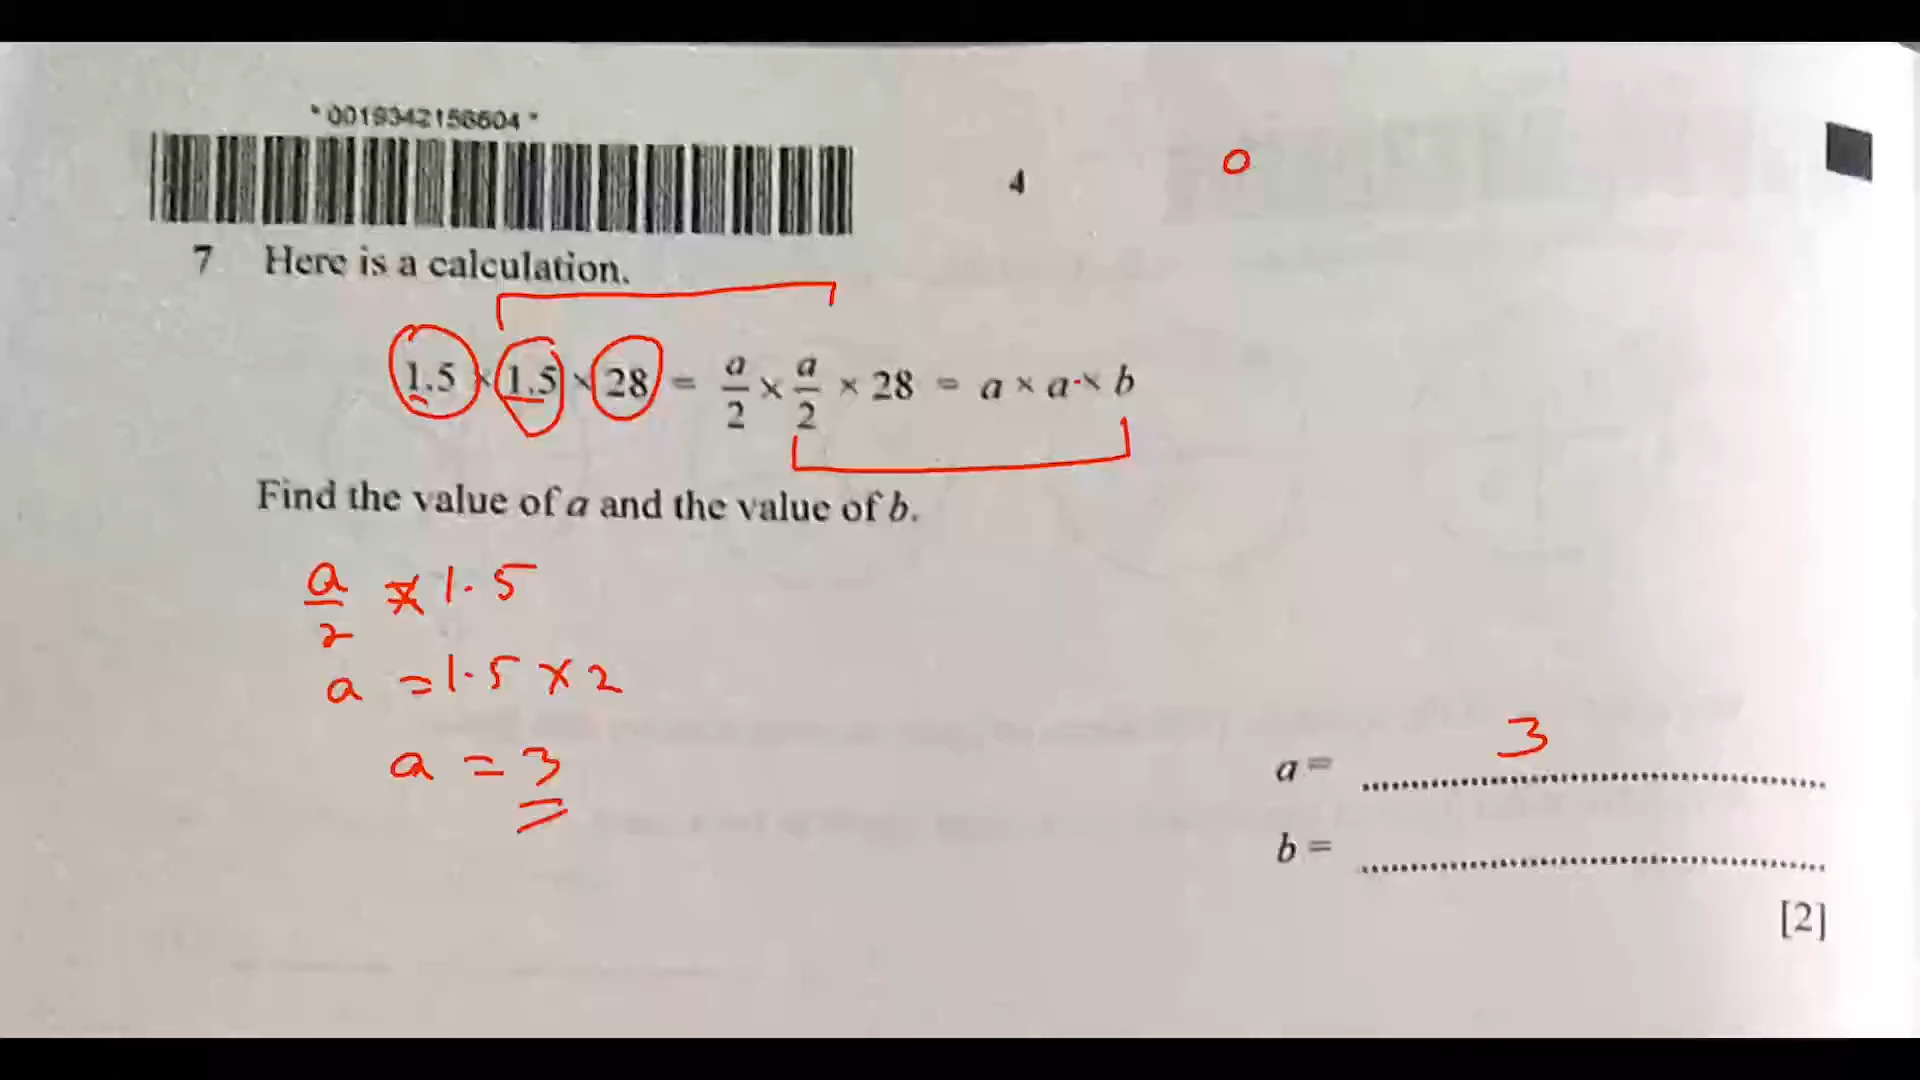 *0019342156604*
4
0
7 Here is a calculation.
1.5 × 1.5 × 28 = a/2 × a/2 × 28 = a × a × b
Find the value of a and the value of b.
a/2 × 1.5
a = 1.5 × 2
a = 3
a = 3
b =
[2]